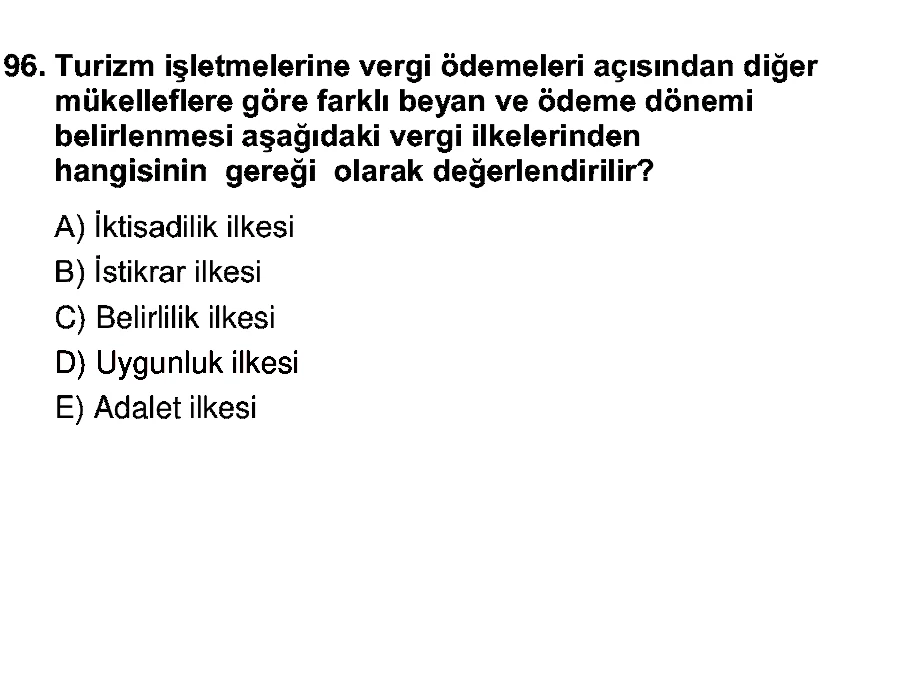 96. Turizm işletmelerine vergi ödemeleri açısından diğer
mükelleflere göre farklı beyan ve ödeme dönemi
belirlenmesi aşağıdaki vergi ilkelerinden
hangisinin gereği olarak değerlendirilir?
A) İktisadilik ilkesi
B) İstikrar ilkesi
C) Belirlilik ilkesi
D) Uygunluk ilkesi
E) Adalet ilkesi